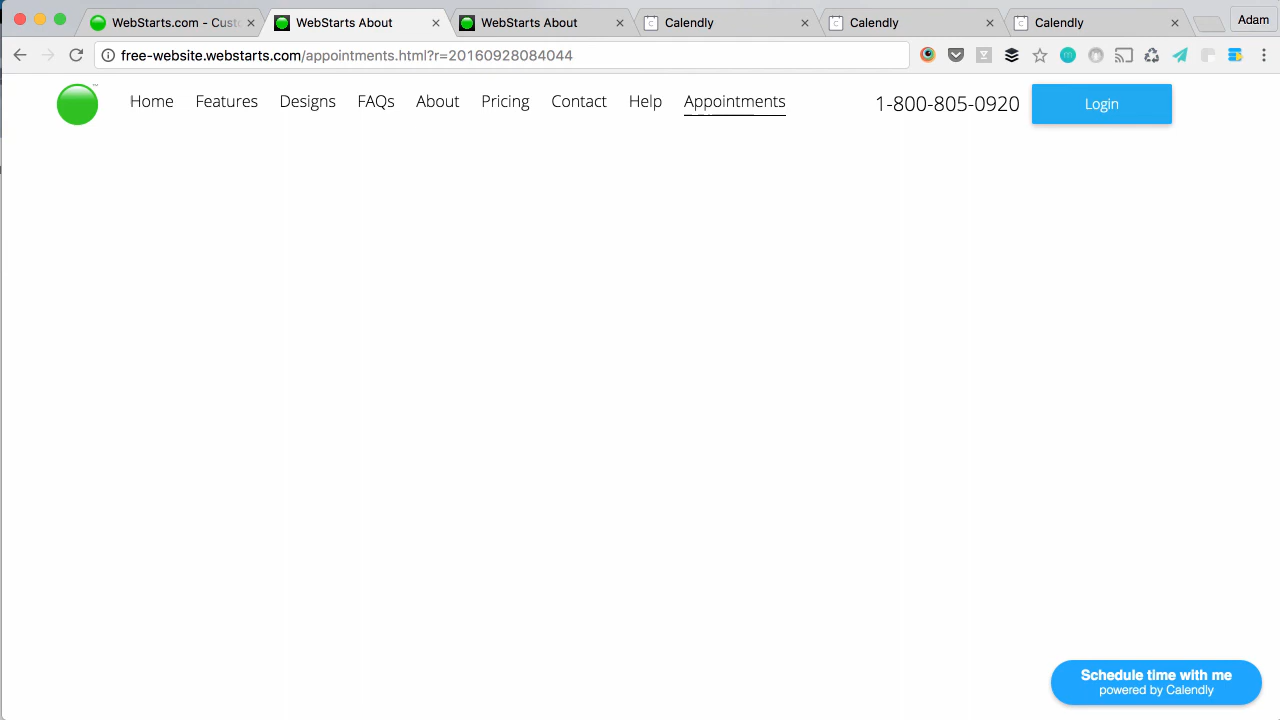 WebStarts.com - Custo
WebStarts About
WebStarts About
Calendly
Calendly
Calendly
Adam
free-website.webstarts.com/appointments.html?r=20160928084044
Home Features Designs FAQs About Pricing Contact Help Appointments
1-800-805-0920
Login
Schedule time with me
powered by Calendly